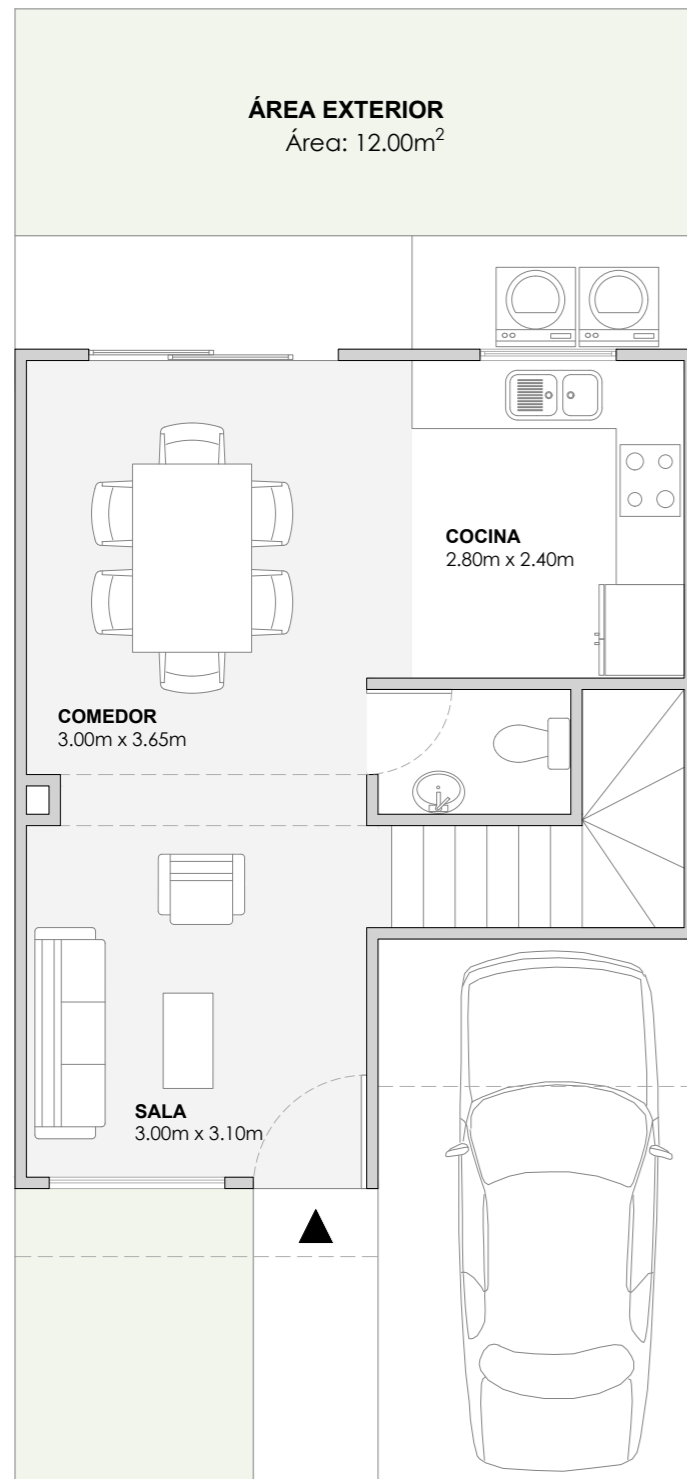 ÁREA EXTERIOR
Área: 12.00m²
COCINA
2.80m x 2.40m
COMEDOR
3.00m x 3.65m
SALA
3.00m x 3.10m